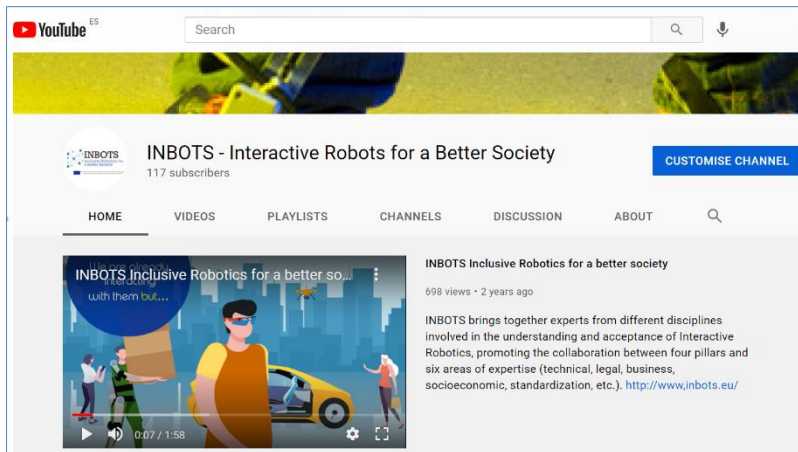 YouTube ES
Search
INBOTS
INBOTS - Interactive Robots for a Better Society
117 subscribers
CUSTOMISE CHANNEL
HOME VIDEOS PLAYLISTS CHANNELS DISCUSSION ABOUT
We are already
INBOTS Inclusive Robotics for a better so...
interacting
with them but...
0:07 / 1:58
INBOTS Inclusive Robotics for a better society
698 views • 2 years ago
INBOTS brings together experts from different disciplines
involved in the understanding and acceptance of Interactive
Robotics, promoting the collaboration between four pillars and
six areas of expertise (technical, legal, business,
socioeconomic, standardization, etc.). http://www.inbots.eu/